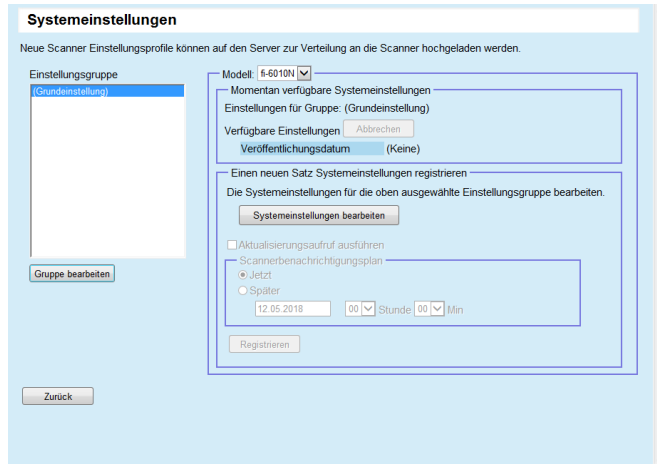 Systemeinstellungen
Neue Scanner Einstellungsprofile können auf den Server zur Verteilung an die Scanner hochgeladen werden.
Einstellungsgruppe
(Grundeinstellung)
Gruppe bearbeiten
Modell: fi-6010N
Momentan verfügbare Systemeinstellungen
Einstellungen für Gruppe: (Grundeinstellung)
Verfügbare Einstellungen Abbrechen
Veröffentlichungsdatum (Keine)
Einen neuen Satz Systemeinstellungen registrieren
Die Systemeinstellungen für die oben ausgewählte Einstellungsgruppe bearbeiten.
Systemeinstellungen bearbeiten
Aktualisierungsaufruf ausführen
Scannerbenachrichtigungsplan
Jetzt
Später
12.05.2018 00 Stunde 00 Min
Registrieren
Zurück